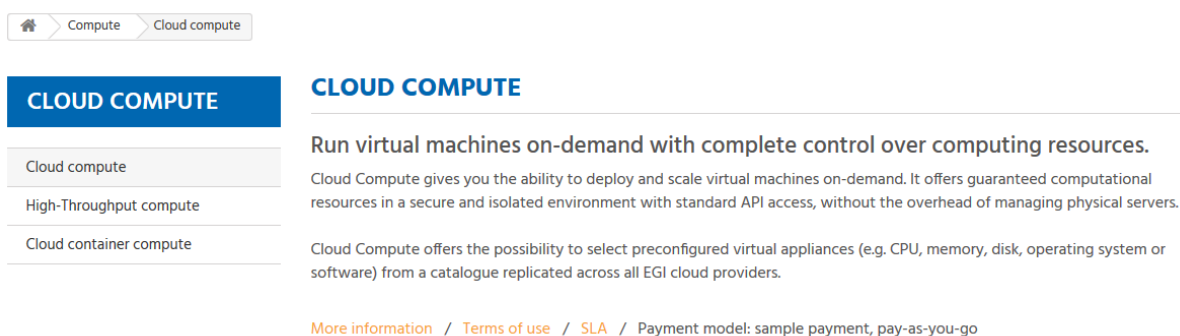 Compute Cloud compute
CLOUD COMPUTE
Cloud compute
High-Throughput compute
Cloud container compute
CLOUD COMPUTE
Run virtual machines on-demand with complete control over computing resources.
Cloud Compute gives you the ability to deploy and scale virtual machines on-demand. It offers guaranteed computational
resources in a secure and isolated environment with standard API access, without the overhead of managing physical servers.
Cloud Compute offers the possibility to select preconfigured virtual appliances (e.g. CPU, memory, disk, operating system or
software) from a catalogue replicated across all EGI cloud providers.
More information / Terms of use / SLA / Payment model: sample payment, pay-as-you-go